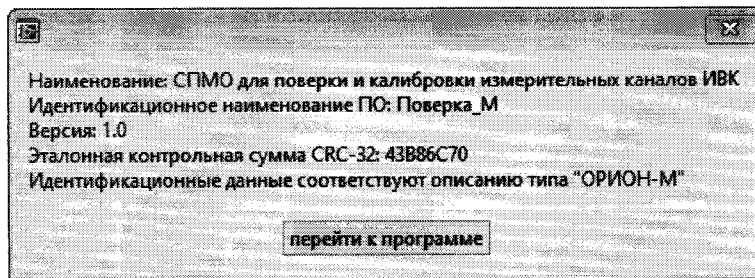 Наименование: СПМО для поверки и калибровки измерительных каналов ИВК
Идентификационное наименование ПО: Поверка_М
Версия: 1.0
Эталонная контрольная сумма CRC-32: 43B86C70
Идентификационные данные соответствуют описанию типа "ОРИОН-М"
перейти к программе